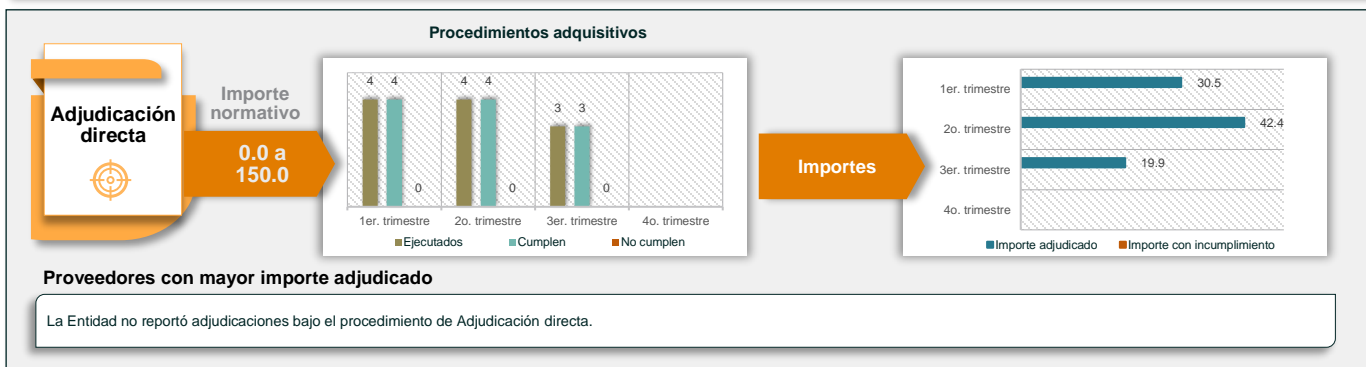 Procedimientos adquisitivos
Adjudicación
directa
Importe
normativo
0.0 a
150.0
4 4 0
4 4 0
3 3 0
1er. trimestre 2o. trimestre 3er. trimestre 4o. trimestre
Ejecutados Cumplen No cumplen
Importes
1er. trimestre 30.5
2o. trimestre 42.4
3er. trimestre 19.9
4o. trimestre
Importe adjudicado Importe con incumplimiento
Proveedores con mayor importe adjudicado
La Entidad no reportó adjudicaciones bajo el procedimiento de Adjudicación directa.